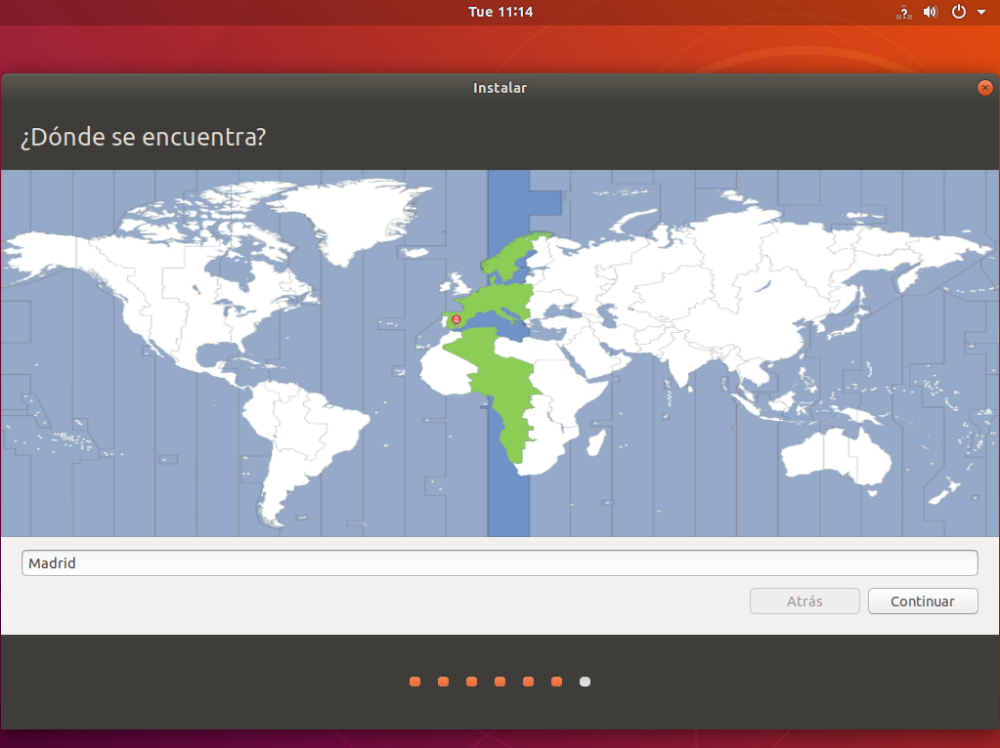 Tue 11:14
Instalar
¿Dónde se encuentra?
Madrid
Atrás
Continuar